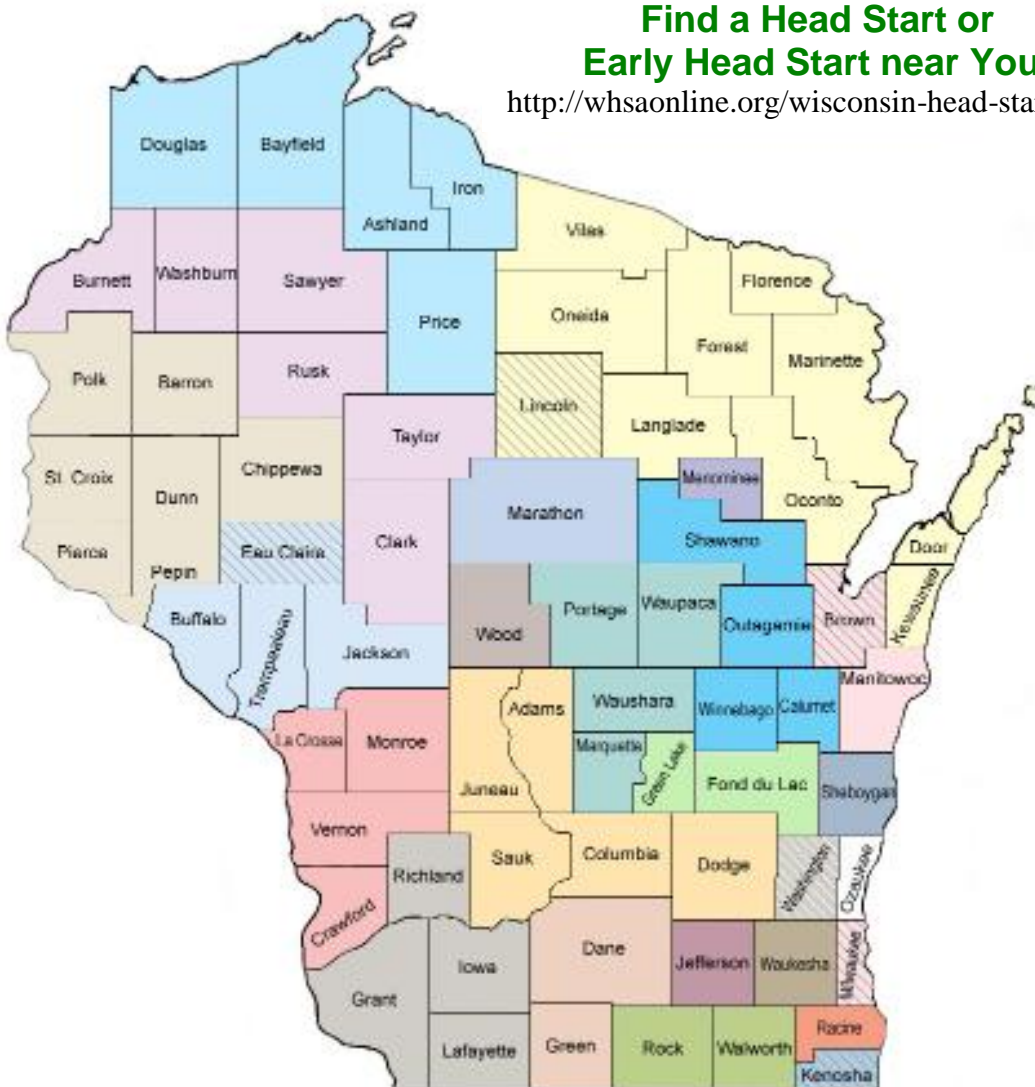 Find a Head Start or
Early Head Start near You
http://whsaonline.org/wisconsin-head-sta
Douglas
Bayfield
Iron
Ashland
Vilas
Burnett
Washburn
Sawyer
Florence
Price
Oneida
Forest
Marinette
Polk
Barron
Rusk
Lincoln
Langlade
Taylor
St. Croix
Chippewa
Menominee
Dunn
Oconto
Marathon
Clark
Shawano
Pierce
Eau Claire
Door
Pepin
Buffalo
Portage
Waupaca
Outagamie
Brown
Kewaunee
Wood
Trempealeau
Jackson
Manitowoc
Adams
Waushara
Winnebago
Calumet
La Crosse
Monroe
Marquette
Green Lake
Fond du Lac
Sheboygan
Juneau
Vernon
Sauk
Columbia
Dodge
Washington
Ozaukee
Richland
Crawford
Dane
Jefferson
Waukesha
Milwaukee
Iowa
Grant
Lafayette
Green
Rock
Walworth
Racine
Kenosha